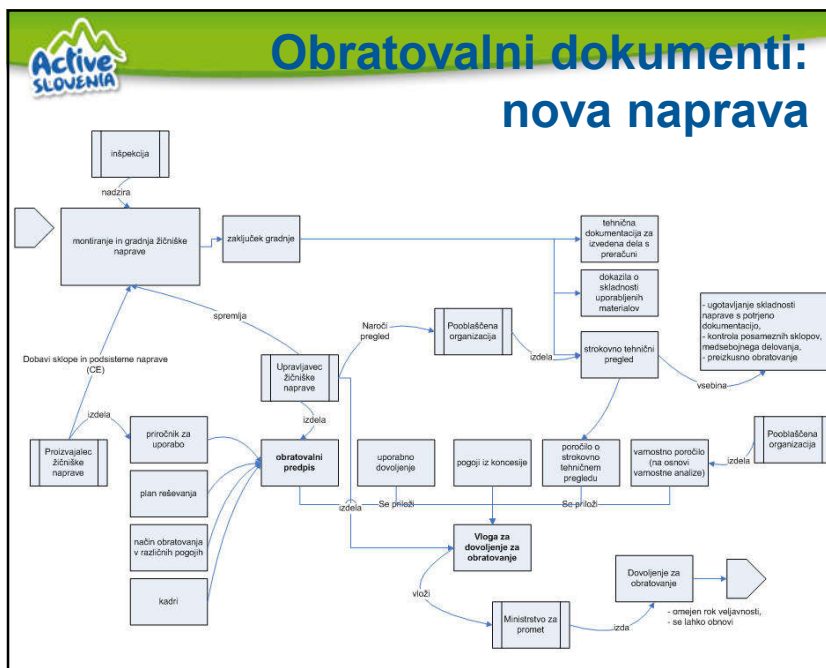 Active
SLOVENIA
Obratovalni dokumenti:
nova naprava
inšpekcija
nadzira
montiranje in gradnja žičniške
naprave
zaključek gradnje
tehnična
dokumentacija za
izvedena dela s
preračuni
dokazila o
skladnosti
uporabljenih
materialov
- ugotavljanje skladnosti
naprave s potrjeno
dokumentacijo,
- kontrola posameznih sklopov,
medsebojnega delovanja,
- preizkusno obratovanje
spremlja
Naroči
pregled
Pooblaščena
organizacija
izdela
strokovno tehnični
pregled
vsebina
Dobavi sklope in podsisteme naprave
(CE)
Upravljavec
žičniške
naprave
izdela
izdela
Proizvajalec
žičniške
naprave
priročnik za
uporabo
obratovalni
predpis
uporabno
dovoljenje
pogoji iz koncesije
poročilo o
strokovno
tehničnem
pregledu
varnostno poročilo
(na osnovi
varnostne analize)
izdela
Pooblaščena
organizacija
plan reševanja
izdela
Se priloži
Se priloži
način obratovanja
v različnih pogojih
Vloga za
dovoljenje za
obratovanje
kadri
vloži
Ministrstvo za
promet
izda
Dovoljenje za
obratovanje
- omejen rok veljavnosti,
- se lahko obnovi